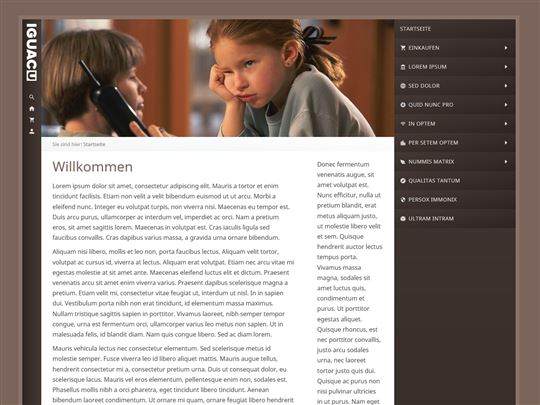 IGUACU
STARTSEITE
EINKAUFEN
LOREM IPSUM
SED DOLOR
QUID NUNC PRO
IN OPTEM
PER SETEM OPTEM
NUMMIS MATRIX
QUALITAS TANTUM
PERSOX IMMONIX
ULTRAM INTRAM
Sie sind hier: Startseite
Willkommen
Lorem ipsum dolor sit amet, consectetur adipiscing elit. Mauris a tortor et enim
tincidunt facilisis. Etiam non velit a velit bibendum euismod ut ut arcu. Morbi a
eleifend nunc. Integer eu volutpat turpis, non viverra nisi. Maecenas eu tempor est.
Duis arcu purus, ullamcorper ac interdum vel, imperdiet ac orci. Nam a pretium
eros, sit amet sagittis lorem. Maecenas in volutpat est. Cras iaculis ligula sed
faucibus convallis. Cras dapibus varius massa, a gravida urna ornare bibendum.
Aliquam nisi libero, mollis et leo non, porta faucibus lectus. Aliquam velit tortor,
volutpat ac cursus id, viverra at lectus. Aliquam erat volutpat. Etiam nec arcu vitae mi
egestas molestie at sit amet ante. Maecenas eleifend luctus elit et dictum. Praesent
venenatis arcu sit amet enim viverra varius. Praesent dapibus scelerisque magna a
pretium. Etiam velit mi, consectetur vitae feugiat ut, interdum ut nisl. In in sapien
dui. Vestibulum porta nibh non erat tincidunt, id elementum massa maximus.
Nullam tristique sagittis sapien in porttitor. Vivamus laoreet, nibh semper tempor
congue, urna est fermentum orci, ullamcorper varius leo metus non sapien. Ut in
malesuada felis, id blandit diam. Nam quis congue libero. Sed ac diam lorem.
Mauris vehicula lectus nec consectetur elementum. Sed scelerisque metus id
molestie semper. Fusce viverra leo id libero aliquet mattis. Mauris augue tellus,
hendrerit consectetur mi a, consectetur pretium urna. Duis ut consequat dolor, eu
scelerisque lacus. Mauris vel eros elementum, pellentesque enim non, sodales est.
Phasellus mollis nibh a orci pharetra, eget tincidunt libero tincidunt. Aenean
bibendum laoreet condimentum. Ut ornare mi quam, ornare feugiat libero hendrerit
Donec fermentum
venenatis augue, sit
amet volutpat est.
Nunc efficitur, nulla ut
pretium blandit, erat
metus aliquam justo,
ut molestie libero velit
et sem. Quisque
hendrerit auctor lectus
tempus porta.
Vivamus massa
magna, sodales sit
amet luctus quis,
condimentum et
purus. Ut porttitor
egestas aliquet.
Quisque rhoncus, est
nec porttitor convallis,
justo arcu sodales
urna, nec laoreet
tortor justo quis dui.
Quisque ac purus non
nisi pulvinar ultricies
in ut purus. Nam eget